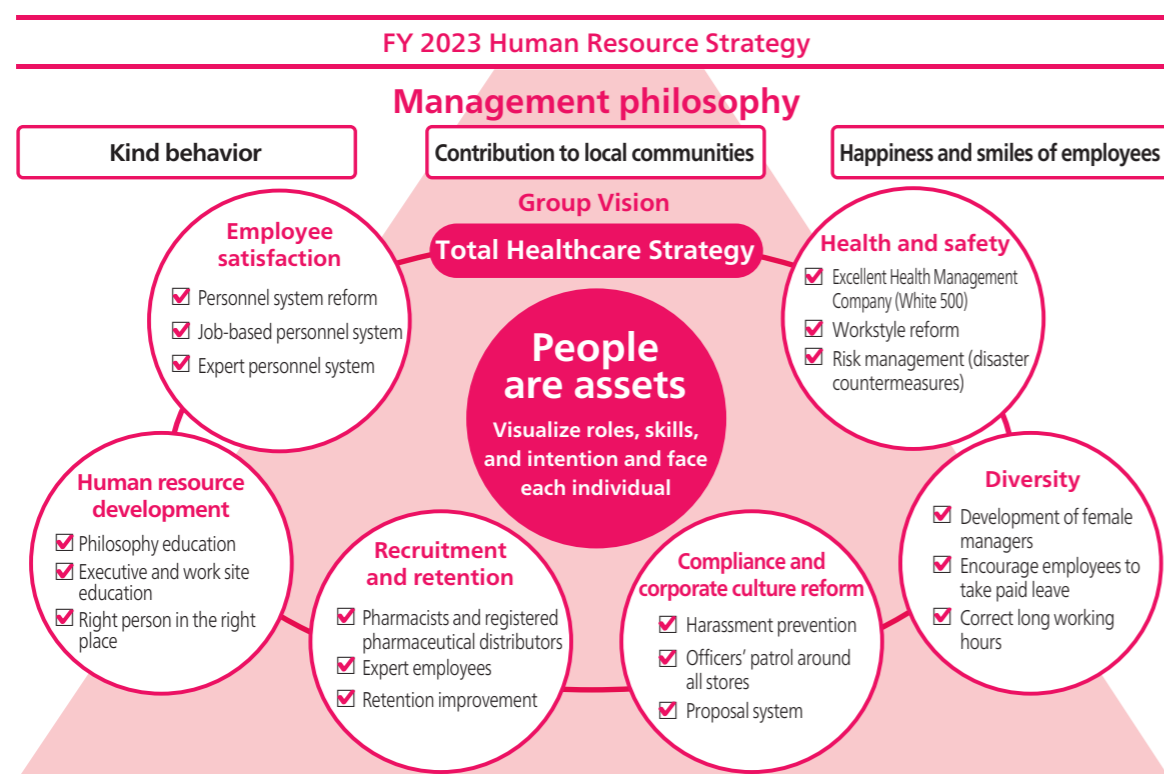 FY 2023 Human Resource Strategy
Management philosophy
Kind behavior
Contribution to local communities
Happiness and smiles of employees
Group Vision
Total Healthcare Strategy
People
are assets
Visualize roles, skills,
and intention and face
each individual
Employee
satisfaction
Personnel system reform
Job-based personnel system
Expert personnel system
Health and safety
Excellent Health Management
Company (White 500)
Workstyle reform
Risk management (disaster
countermeasures)
Human resource
development
Philosophy education
Executive and work site
education
Right person in the right
place
Recruitment
and retention
Pharmacists and registered
pharmaceutical distributors
Expert employees
Retention improvement
Compliance and
corporate culture reform
Harassment prevention
Officers’ patrol around
all stores
Proposal system
Diversity
Development of female
managers
Encourage employees to
take paid leave
Correct long working
hours